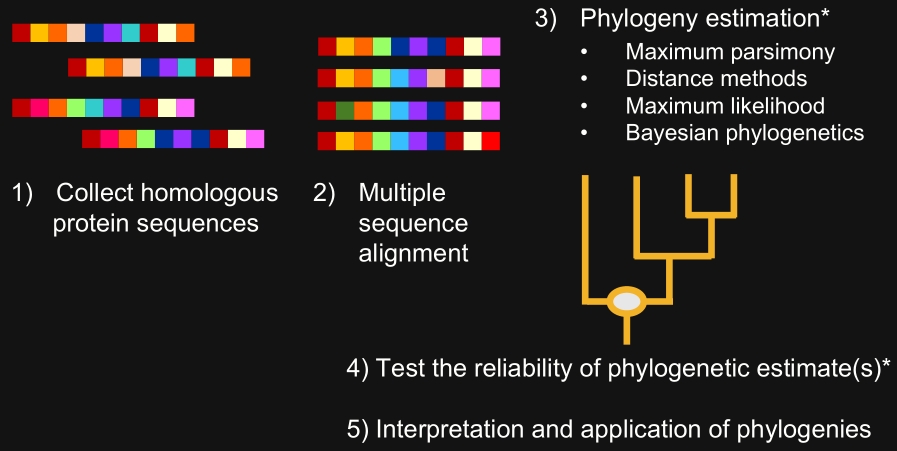 1) Collect homologous
protein sequences
2) Multiple
sequence
alignment
3) Phylogeny estimation*
• Maximum parsimony
• Distance methods
• Maximum likelihood
• Bayesian phylogenetics
4) Test the reliability of phylogenetic estimate(s)*
5) Interpretation and application of phylogenies